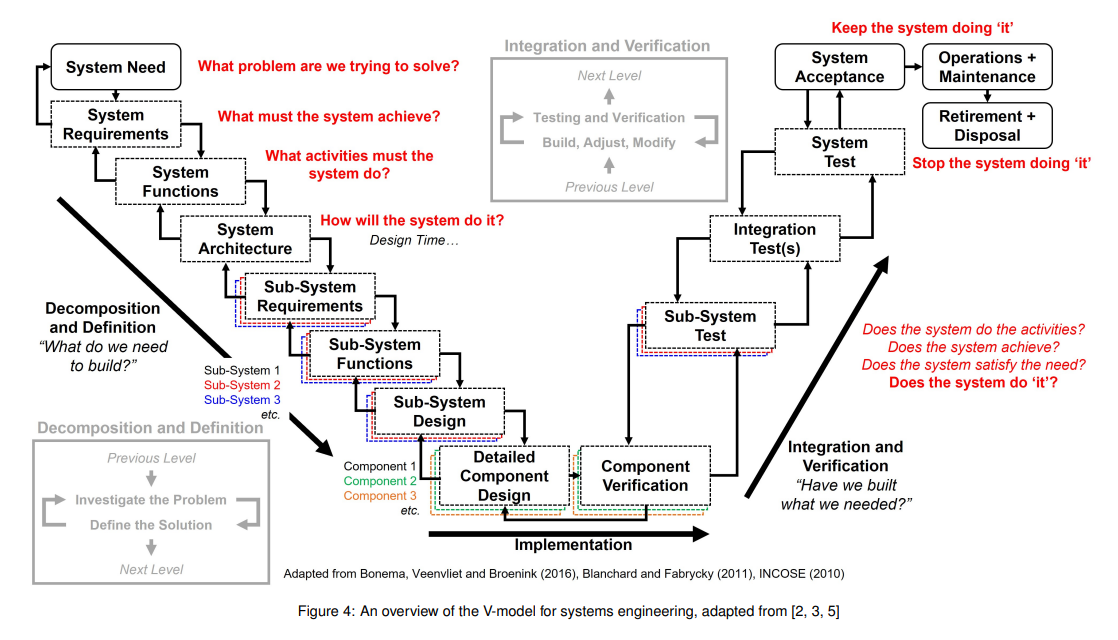 Keep the system doing ‘it’
System Need
What problem are we trying to solve?
Integration and Verification
Next Level
Testing and Verification
Build, Adjust, Modify
Previous Level
System
Acceptance
Operations +
Maintenance
Retirement +
Disposal
Stop the system doing ‘it’
System
Requirements
What must the system achieve?
System
Functions
What activities must the
system do?
System
Test
System
Architecture
How will the system do it?
Design Time…
Integration
Test(s)
Sub-System
Requirements
Sub-System
Test
Decomposition
and Definition
“What do we need
to build?”
Sub-System
Functions
Does the system do the activities?
Does the system achieve?
Does the system satisfy the need?
Does the system do ‘it’?
Sub-System 1
Sub-System 2
Sub-System 3
etc.
Sub-System
Design
Decomposition and Definition
Previous Level
Investigate the Problem
Define the Solution
Next Level
Component 1
Component 2
Component 3
etc.
Detailed
Component
Design
Component
Verification
Integration and
Verification
“Have we built
what we needed?”
Implementation
Adapted from Bonema, Veenvliet and Broenink (2016), Blanchard and Fabrycky (2011), INCOSE (2010)
Figure 4: An overview of the V-model for systems engineering, adapted from [2, 3, 5]